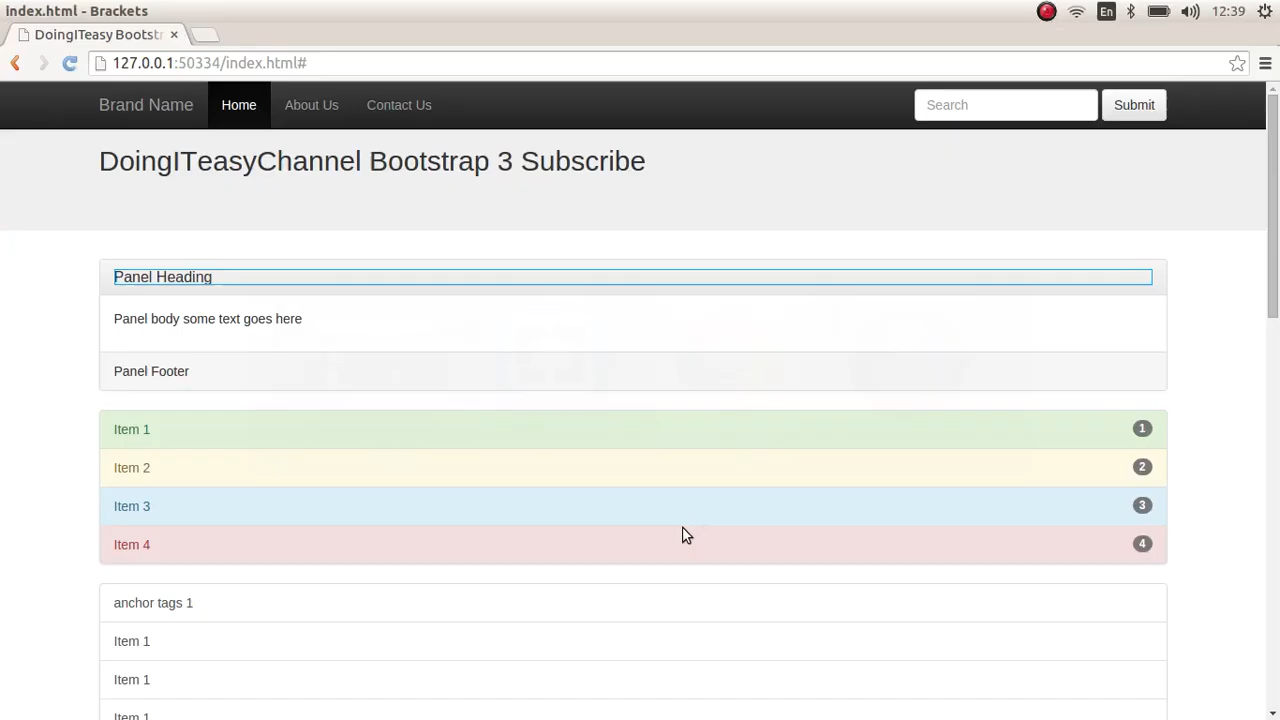 Index.html - Brackets
En
12:39
DoingITeasy Bootstr
127.0.0.1:50334/index.html#
Brand Name Home About Us Contact Us Search Submit
DoingITeasyChannel Bootstrap 3 Subscribe
Panel Heading
Panel body some text goes here
Panel Footer
Item 1 1
Item 2 2
Item 3 3
Item 4 4
anchor tags 1
Item 1
Item 1
Item 1